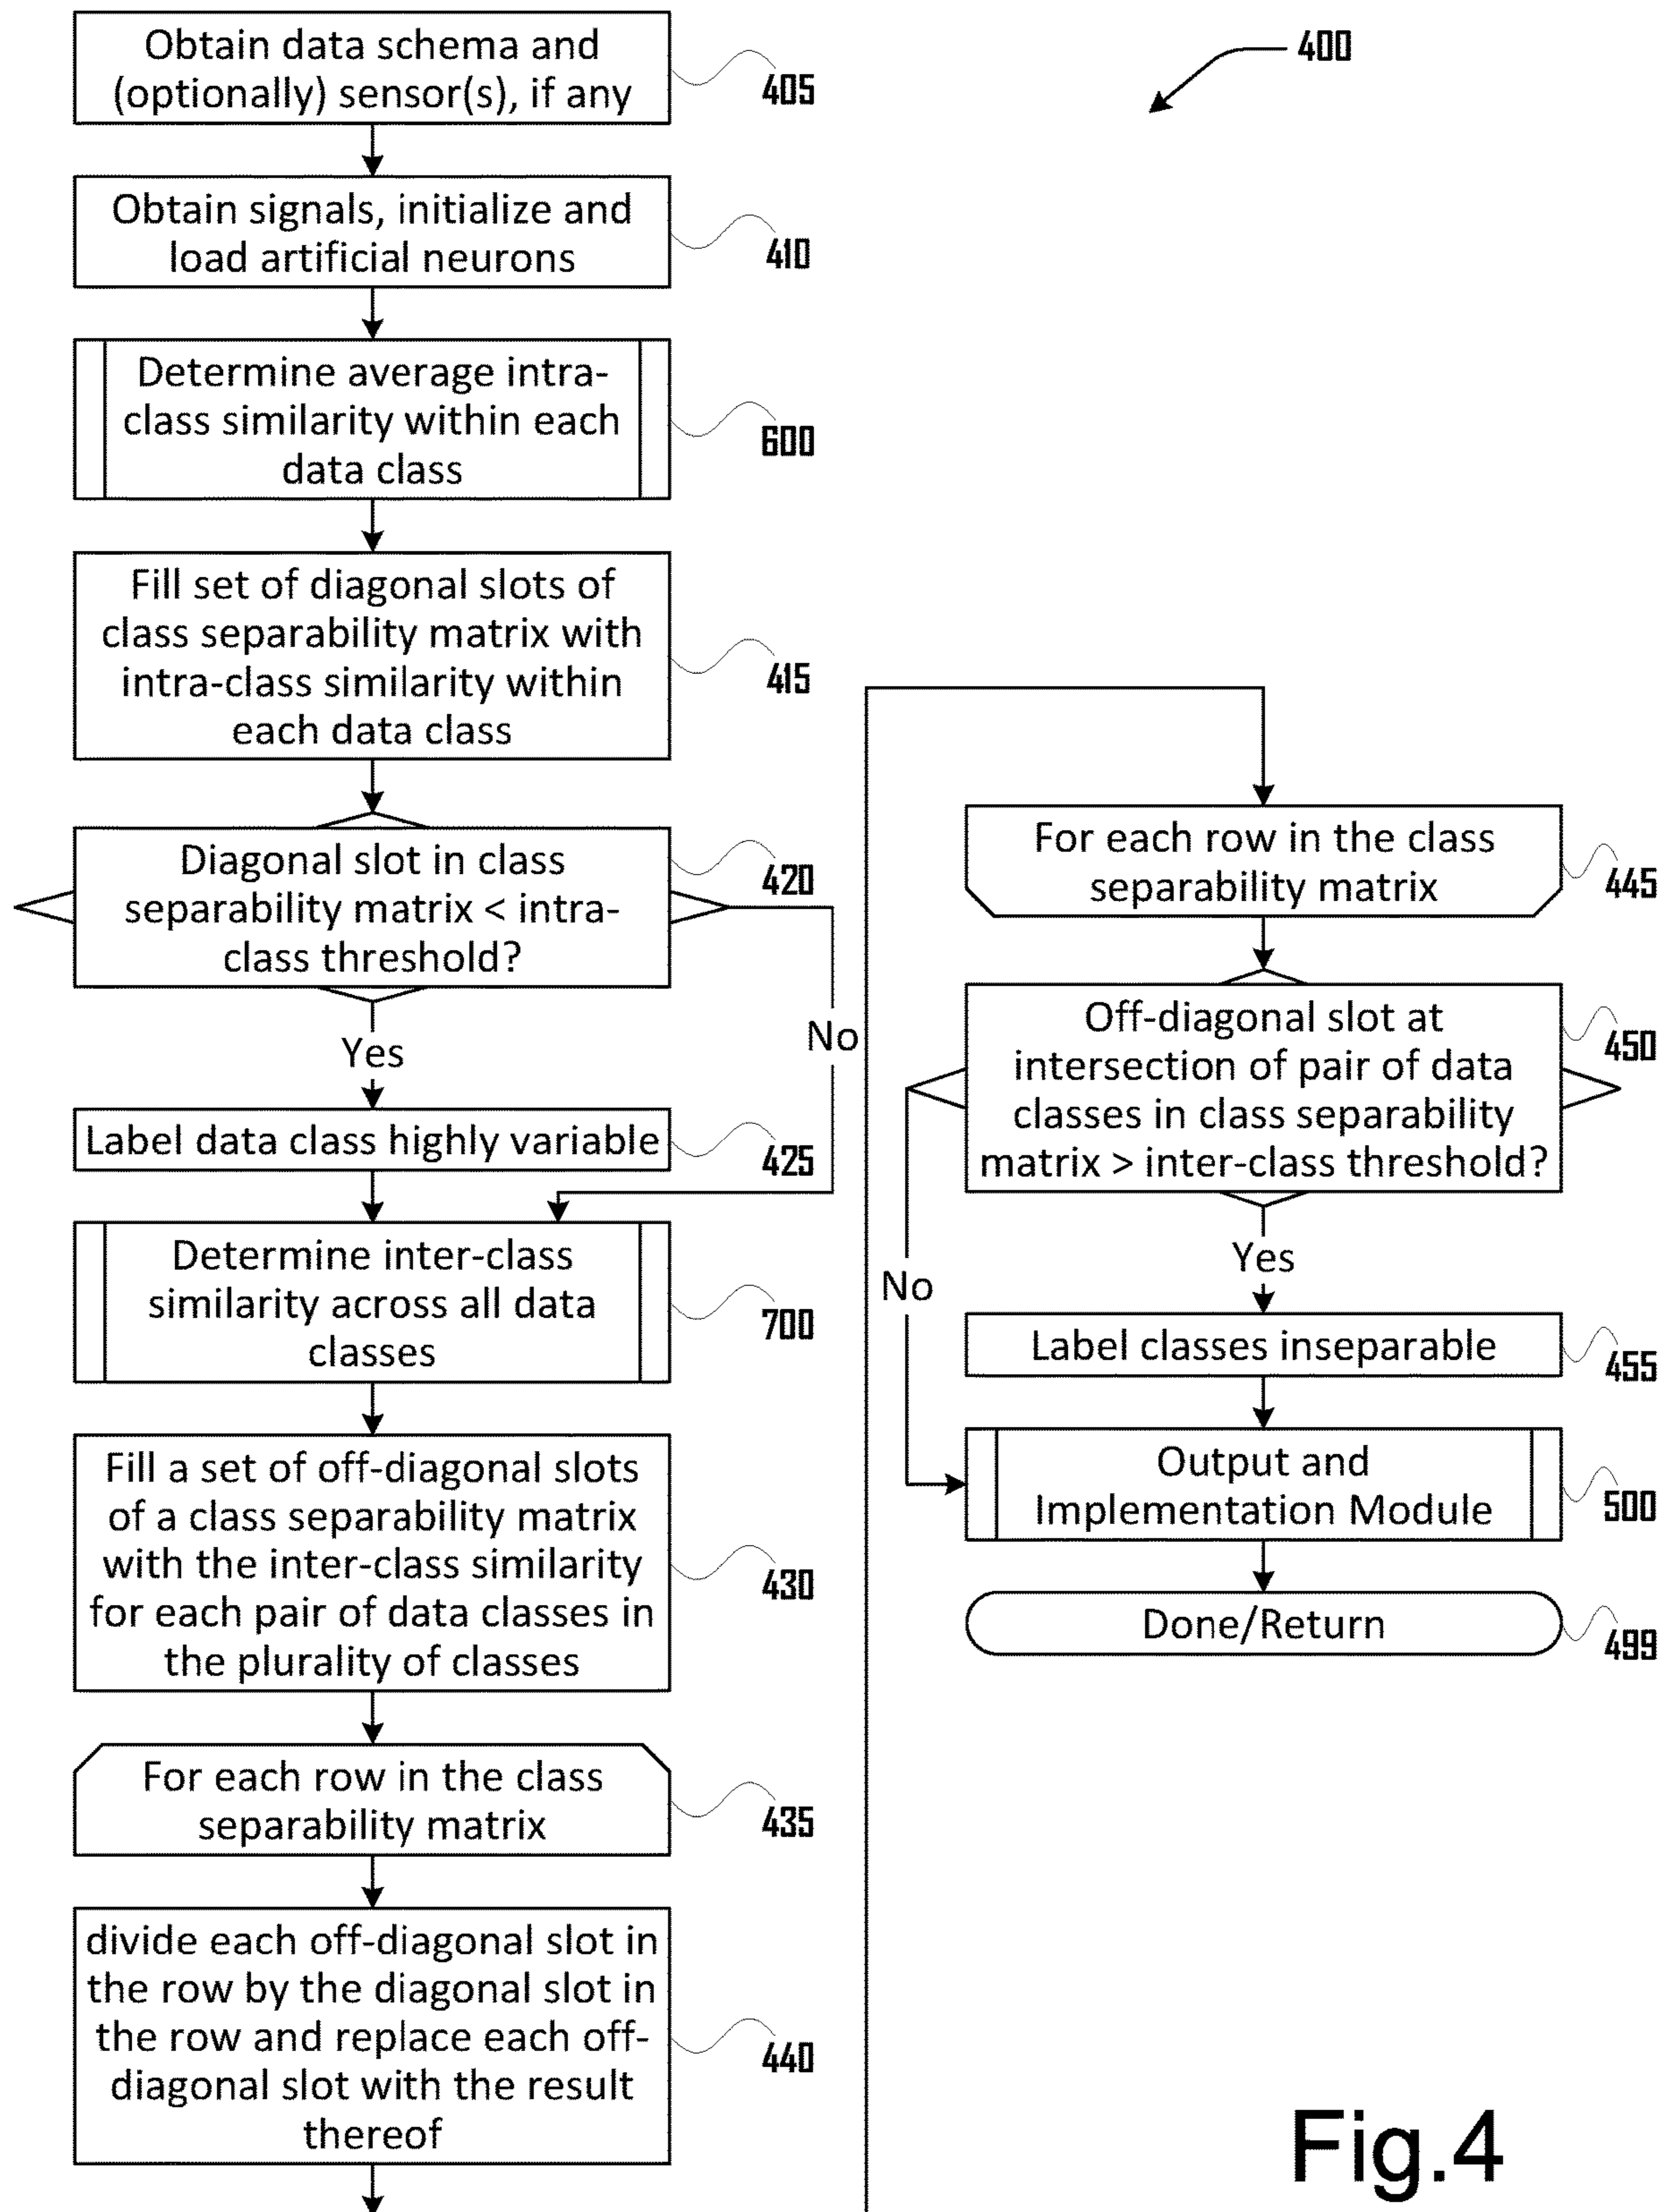 Obtain data schema and
(optionally) sensor(s), if any
405
400
Obtain signals, initialize and
load artificial neurons
410
Determine average intra-
class similarity within each
data class
600
Fill set of diagonal slots of
class separability matrix with
intra-class similarity within
each data class
415
Diagonal slot in class
separability matrix < intra-
class threshold?
420
No
Yes
Label data class highly variable
425
Determine inter-class
similarity across all data
classes
700
Fill a set of off-diagonal slots
of a class separability matrix
with the inter-class similarity
for each pair of data classes in
the plurality of classes
430
For each row in the class
separability matrix
435
divide each off-diagonal slot in
the row by the diagonal slot in
the row and replace each off-
diagonal slot with the result
thereof
440
For each row in the class
separability matrix
445
Off-diagonal slot at
intersection of pair of data
classes in class separability
matrix > inter-class threshold?
450
Yes
No
Label classes inseparable
455
Output and
Implementation Module
500
Done/Return
499
Fig.4